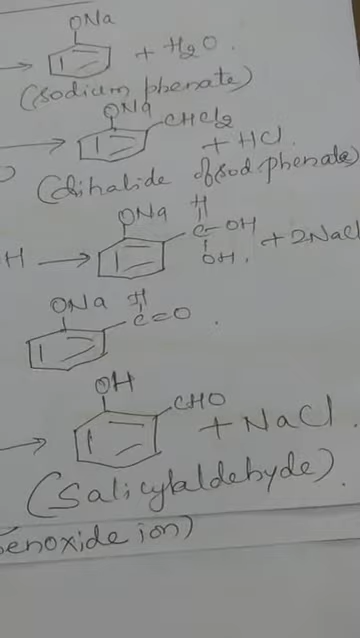 ONa
→ + H2O.
(Sodium phenate)
ONa
→ CHCl2
+ HCl
(dihalide of sod phenate)
ONa H
H → C - OH + 2NaCl
OH.
ONa H
C=O .
OH
→ CHO
+ NaCl.
(Salicylaldehyde).
enoxide ion)